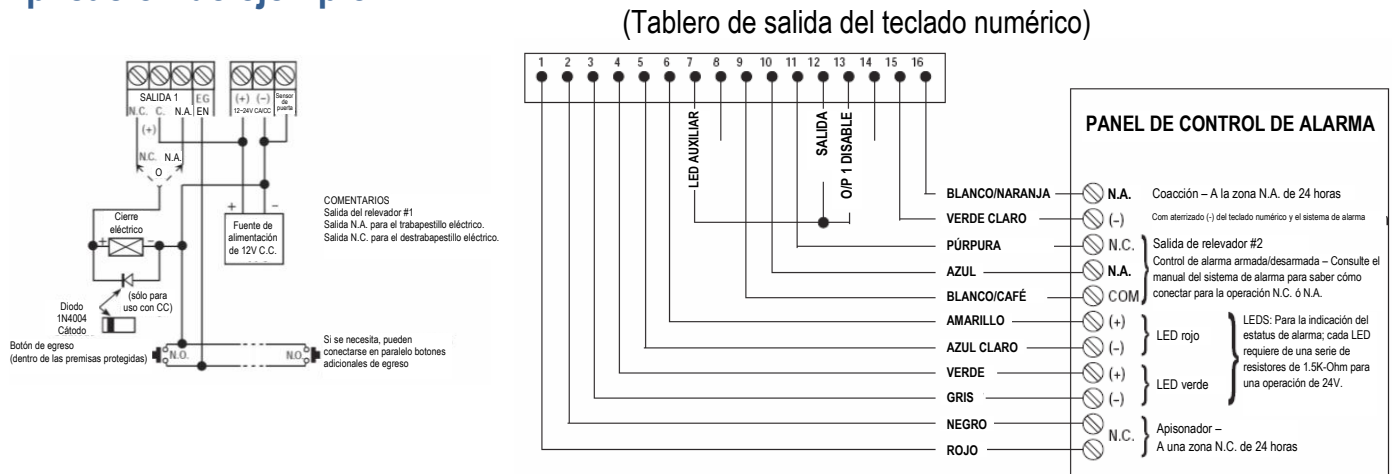 (Tablero de salida del teclado numérico)
SALIDA 1
EG
N.C. C. N.A. EN
(+) (-)
12~24V CA/CC
Sensor
de
puerta
(+)
N.C. N.A.
O
Cierre
eléctrico
+ -
+ -
Fuente de
alimentación
de 12V C.C.
COMENTARIOS
Salida del relevador #1
Salida N.A. para el trabapestillo eléctrico.
Salida N.C. para el destrabapestillo eléctrico.
(sólo para
uso con CC)
Diodo
1N4004
Cátodo
Botón de egreso
(dentro de las premisas protegidas)
N.O. N.O.
Si se necesita, pueden
conectarse en paralelo botones
adicionales de egreso
1 2 3 4 5 6 7 8 9 10 11 12 13 14 15 16
LED AUXILIAR
SALIDA
O/P 1 DISABLE
PANEL DE CONTROL DE ALARMA
BLANCO/NARANJA N.A. Coacción – A la zona N.A. de 24 horas
VERDE CLARO (-) Com aterrizado (-) del teclado numérico y el sistema de alarma
PÚRPURA N.C. Salida de relevador #2
AZUL N.A.
BLANCO/CAFÉ COM
Control de alarma armada/desarmada – Consulte el
manual del sistema de alarma para saber cómo
conectar para la operación N.C. ó N.A.
AMARILLO (+)
AZUL CLARO (-)
LED rojo
VERDE (+)
GRIS (-)
LED verde
LEDS: Para la indicación del
estatus de alarma; cada LED
requiere de una serie de
resistores de 1.5K-Ohm para
una operación de 24V.
NEGRO
ROJO
N.C.
Apisonador –
A una zona N.C. de 24 horas